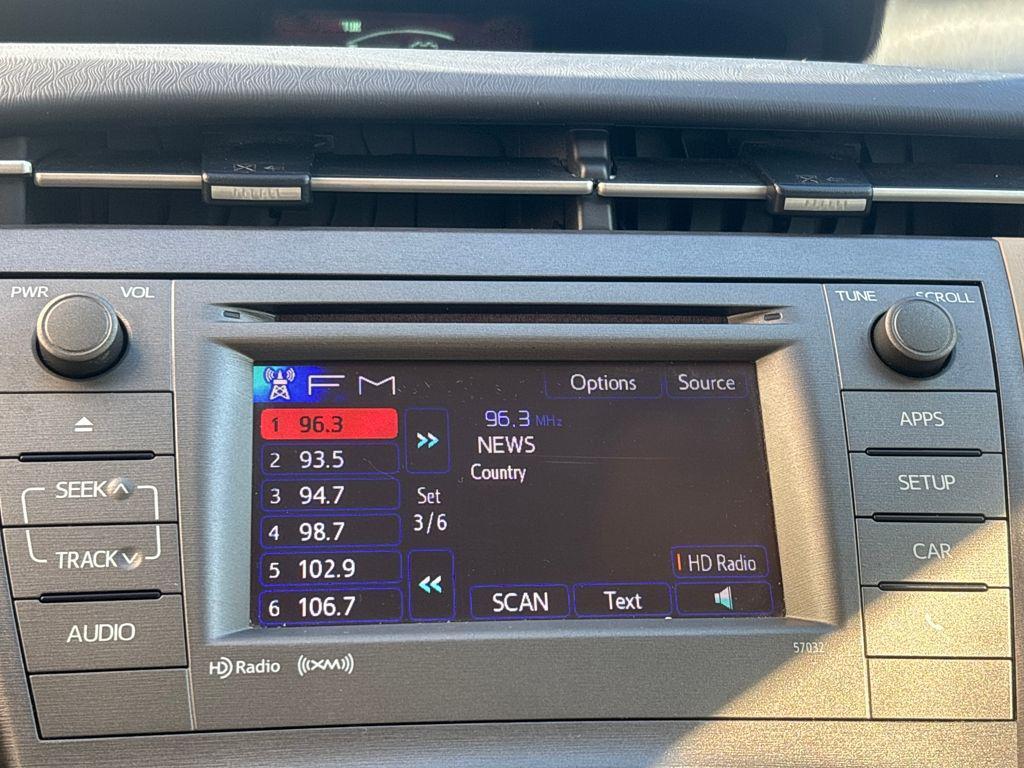 PWR VOL
TUNE SCROLL
FM
Options Source
1 96.3
2 93.5
3 94.7
4 98.7
5 102.9
6 106.7
>>
Set
3/6
<<
96.3 MHz
NEWS
Country
HD Radio
SCAN Text
SEEK
TRACK
AUDIO
APPS
SETUP
CAR
HD Radio ((XM))
57032